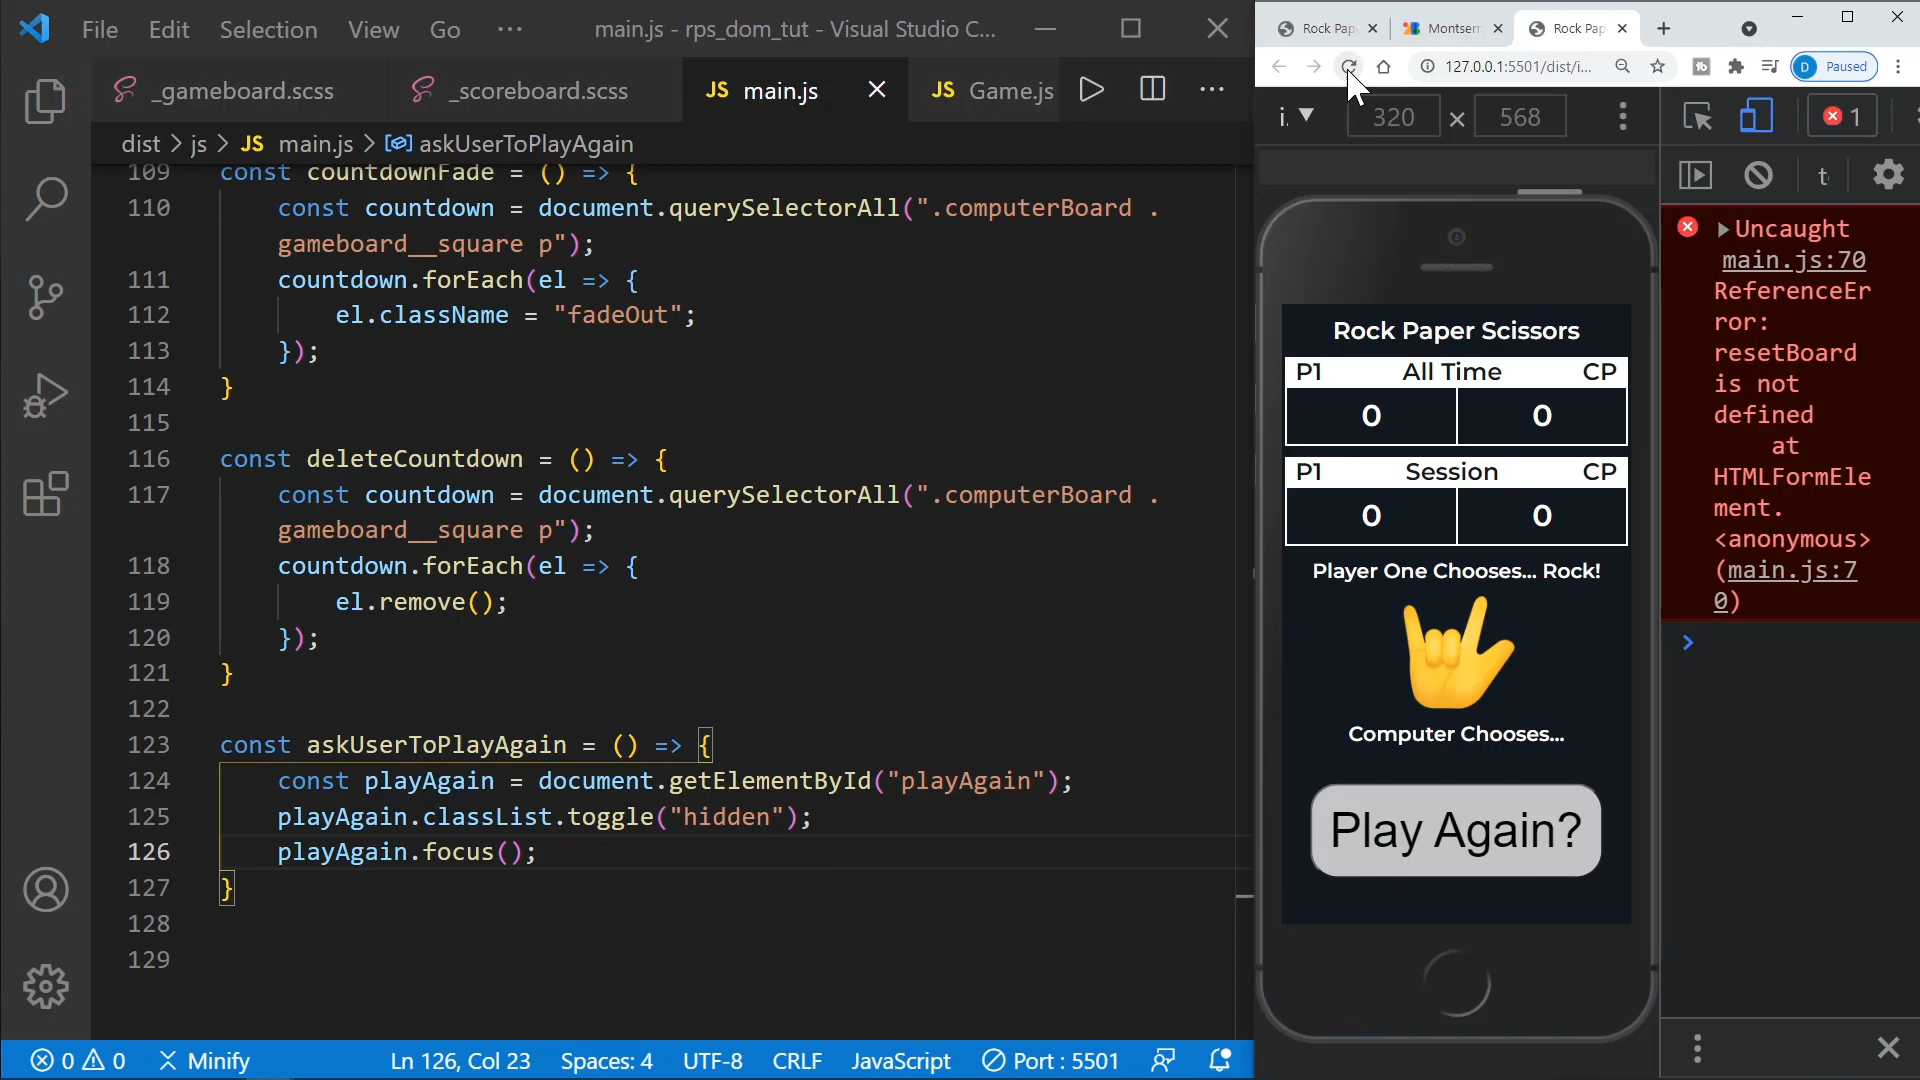 File Edit Selection View Go ··· main.js - rps_dom_tut - Visual Studio C...
_gameboard.scss _scoreboard.scss JS main.js JS Game.js
dist > js > JS main.js > askUserToPlayAgain
109 const countdownFade = () => {
110 const countdown = document.querySelectorAll(".computerBoard .
gameboard__square p");
111 countdown.forEach(el => {
112 el.className = "fadeOut";
113 });
114 }
115
116 const deleteCountdown = () => {
117 const countdown = document.querySelectorAll(".computerBoard .
gameboard__square p");
118 countdown.forEach(el => {
119 el.remove();
120 });
121 }
122
123 const askUserToPlayAgain = () => {
124 const playAgain = document.getElementById("playAgain");
125 playAgain.classList.toggle("hidden");
126 playAgain.focus();
127 }
128
129
0 0 Minify Ln 126, Col 23 Spaces: 4 UTF-8 CRLF JavaScript Port : 5501
Rock Pap Montserr Rock Pap
127.0.0.1:5501/dist/i... D Paused
i. 320 × 568 1
t
Rock Paper Scissors
P1 All Time CP
0 0
P1 Session CP
0 0
Player One Chooses... Rock!
Computer Chooses...
Play Again?
Uncaught
main.js:70
ReferenceEr
ror:
resetBoard
is not
defined
at
HTMLFormEle
ment.
<anonymous>
(main.js:7
0)